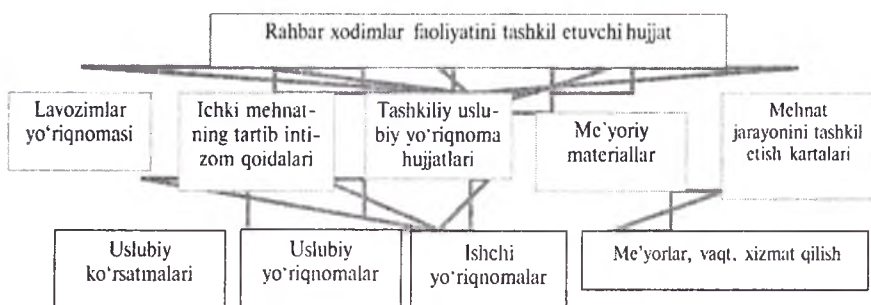 Rahbar xodimlar faoliyatini tashkil etuvchi hujjat
Lavozimlar
yo‘riqnomasi
Ichki mehnat-
ning tartib inti-
zom qoidalari
Tashkiliy uslu-
biy yo‘riqnoma
hujjatlari
Me’yoriy
materiallar
Mehnat
jarayonini tashkil
etish kartalari
Uslubiy
ko‘rsatmalari
Uslubiy
yo‘riqnomalar
Ishchi
yo‘riqnomalar
Me’yorlar, vaqt, xizmat qilish